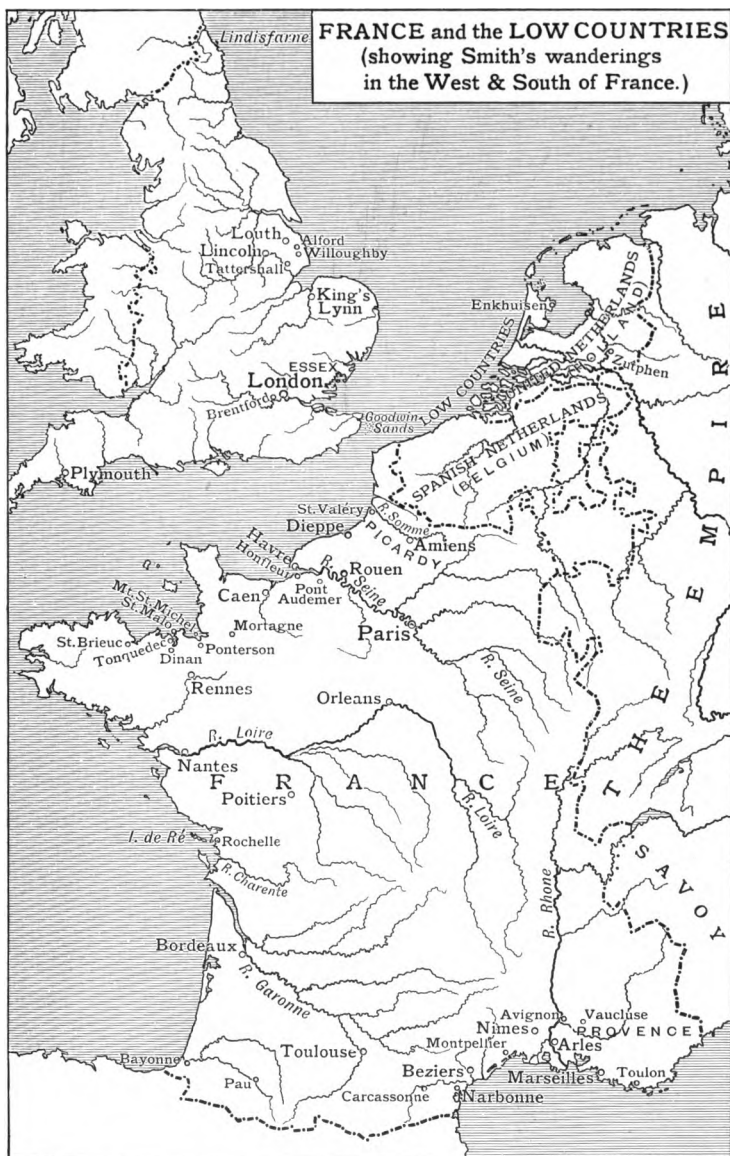 FRANCE and the LOW COUNTRIES
(showing Smith's wanderings
in the West & South of France.)
Lindisfarne
Louth
Alford
Lincoln
Willoughby
Tattershall
King's
Lynn
ESSEX
London
Brentford
Goodwin
Sands
Plymouth
Enkhuisen
LOW COUNTRIES
UNITED NETHERLANDS
(HOLLAND)
Zutphen
SPANISH NETHERLANDS
(BELGIUM)
THE EMPIRE
St. Valéry
R. Somme
Dieppe
PICARDY
Amiens
Havre
Honfleur
Rouen
R. Seine
Caen
Pont
Audemer
Mt. St. Michel
St. Malo
Mortagne
Paris
St. Brieuc
Tonquedec
Dinan
Ponterson
Rennes
R. Seine
Orleans
R. Loire
Nantes
FRANCE
Poitiers
R. Loire
I. de Ré
Rochelle
R. Charente
SAVOY
R. Rhone
Bordeaux
R. Garonne
Avignon
Vaucluse
Nimes
PROVENCE
Montpellier
Arles
Bayonne
Toulouse
Beziers
Marseilles
Toulon
Pau
Carcassonne
Narbonne